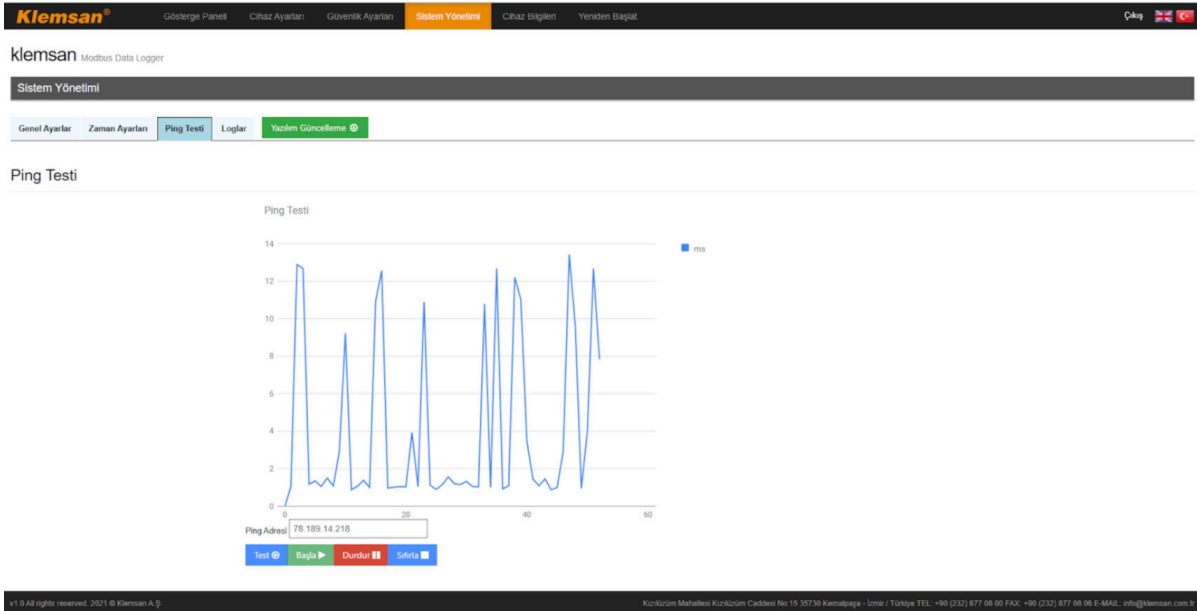 Klemsan® Gösterge Paneli Cihaz Ayarları Güvenlik Ayarları Sistem Yönetimi Cihaz Bilgileri Yeniden Başlat Çıkış
klemsan Modbus Data Logger
Sistem Yönetimi
Genel Ayarlar Zaman Ayarları Ping Testi Loglar Yazılım Güncelleme
Ping Testi
Ping Testi
14
ms
12
10
8
6
4
2
0
0 20 40 60
Ping Adresi 78.189.14.218
Test Başla Durdur Sıfırla
v1.0 All rights reserved. 2021 © Klemsan A.Ş. Kızılüzüm Mahallesi Kızılüzüm Caddesi No:15 35730 Kemalpaşa - İzmir / Türkiye TEL: +90 (232) 877 08 00 FAX: +90 (232) 877 08 06 E-MAIL: info@klemsan.com.tr